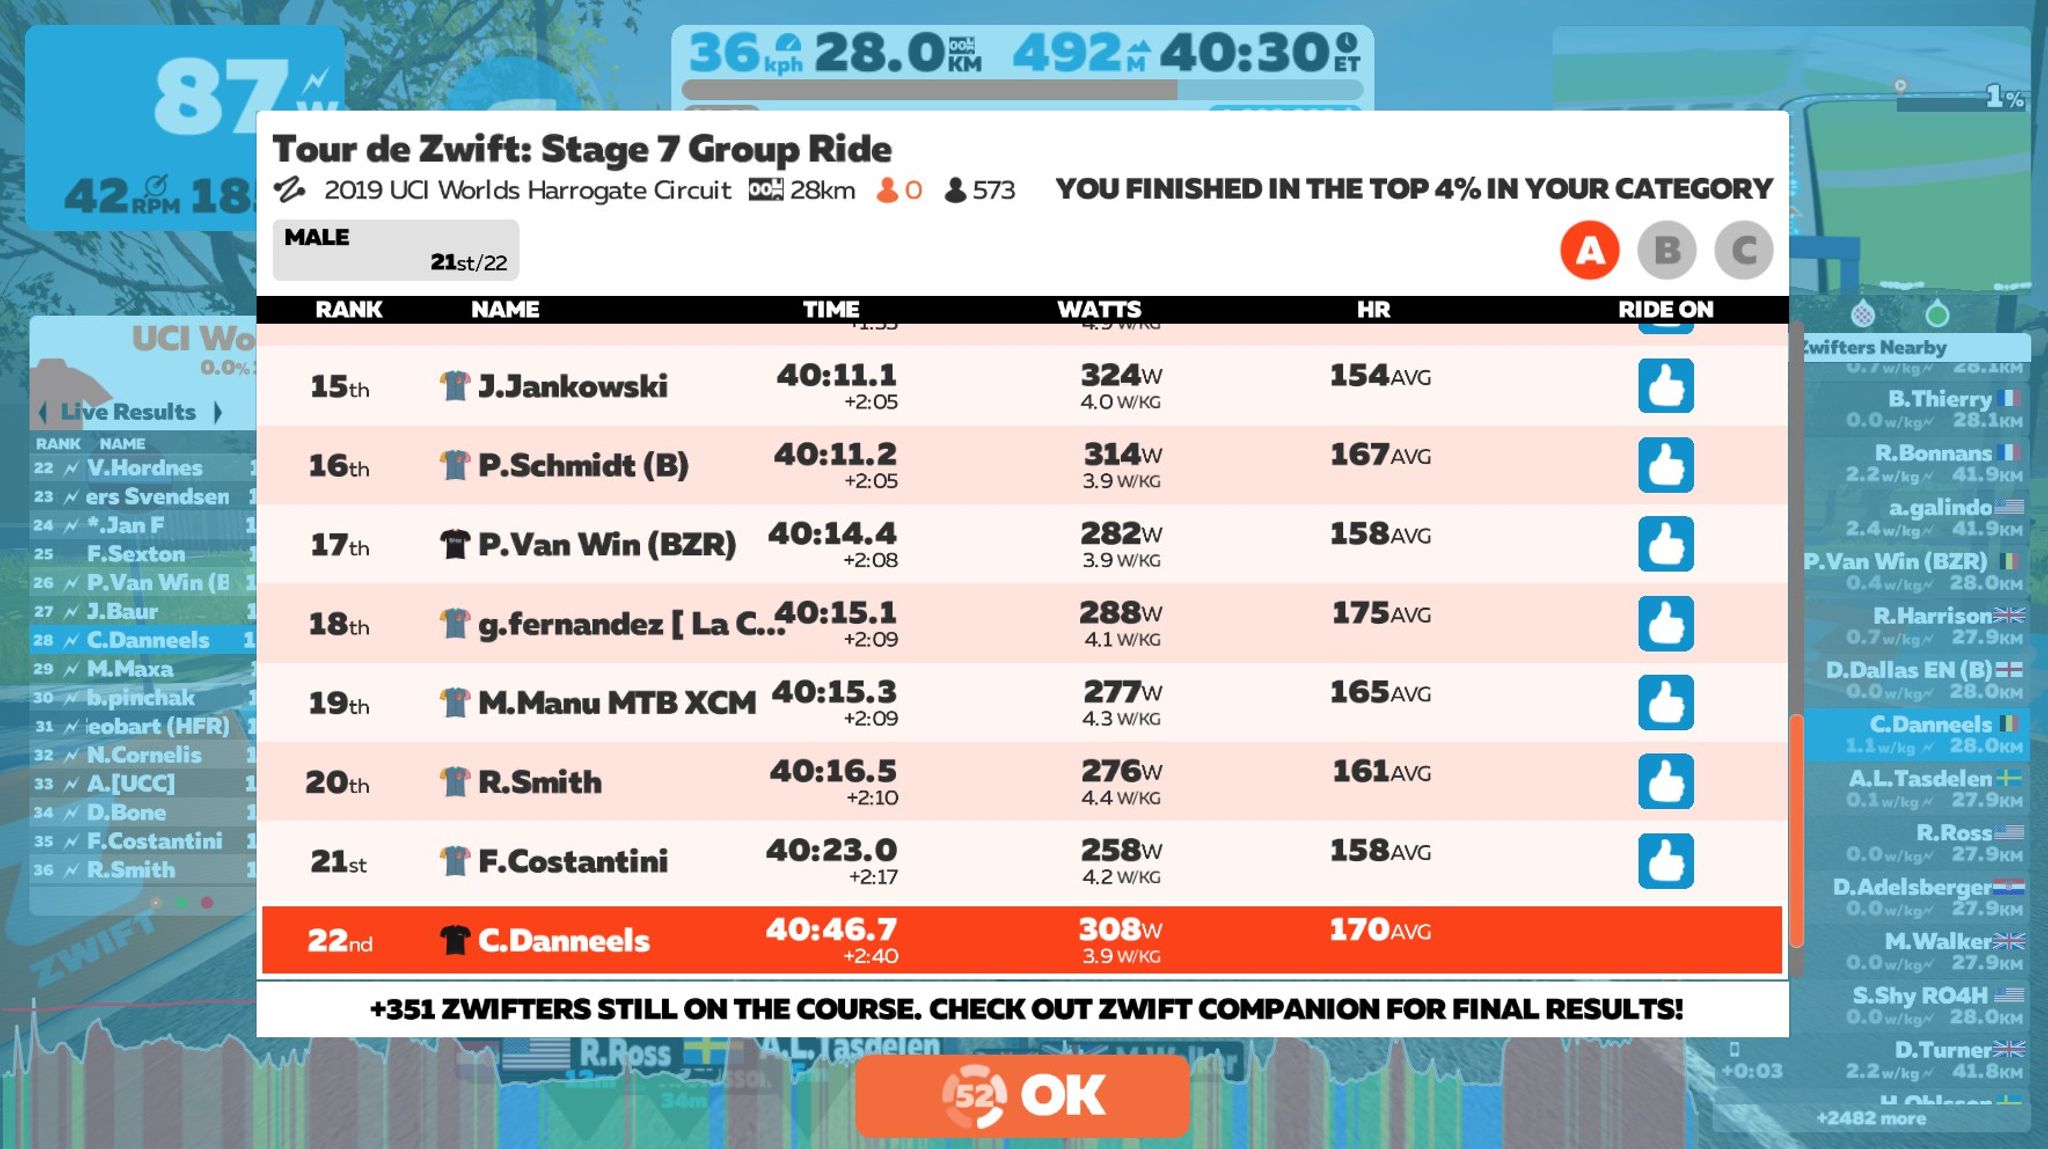 87W
42RPM 18
36kph 28.0KM 492M 40:30ET
1%
Tour de Zwift: Stage 7 Group Ride
2019 UCI Worlds Harrogate Circuit 28km 0 573
YOU FINISHED IN THE TOP 4% IN YOUR CATEGORY
MALE
21st/22
A B C
RANK NAME TIME WATTS HR RIDE ON
15th J.Jankowski 40:11.1 324W 154AVG
+2:05 4.0 W/KG
16th P.Schmidt (B) 40:11.2 314W 167AVG
+2:05 3.9 W/KG
17th P.Van Win (BZR) 40:14.4 282W 158AVG
+2:08 3.9 W/KG
18th g.fernandez [ La C... 40:15.1 288W 175AVG
+2:09 4.1 W/KG
19th M.Manu MTB XCM 40:15.3 277W 165AVG
+2:09 4.3 W/KG
20th R.Smith 40:16.5 276W 161AVG
+2:10 4.4 W/KG
21st F.Costantini 40:23.0 258W 158AVG
+2:17 4.2 W/KG
22nd C.Danneels 40:46.7 308W 170AVG
+2:40 3.9 W/KG
+351 ZWIFTERS STILL ON THE COURSE. CHECK OUT ZWIFT COMPANION FOR FINAL RESULTS!
52 OK
UCI Wo
0.0%
Live Results
RANK NAME
22 V.Hordnes
23 ers Svendsen
24 *.Jan F
25 F.Sexton
26 P.Van Win (B
27 J.Baur
28 C.Danneels
29 M.Maxa
30 b.pinchak
31 eobart (HFR)
32 N.Cornelis
33 A.[UCC]
34 D.Bone
35 F.Costantini
36 R.Smith
ZWIFT
Zwifters Nearby
0.7w/kg 28.1KM
B.Thierry
0.0w/kg 28.1KM
R.Bonnans
2.2w/kg 41.9KM
a.galindo
2.4w/kg 41.9KM
P.Van Win (BZR)
0.4w/kg 28.0KM
R.Harrison
0.7w/kg 27.9KM
D.Dallas EN (B)
0.0w/kg 28.0KM
C.Danneels
1.1w/kg 28.0KM
A.L.Tasdelen
0.1w/kg 27.9KM
R.Ross
0.0w/kg 27.9KM
D.Adelsberger
0.0w/kg 27.9KM
M.Walker
0.0w/kg 27.9KM
S.Shy RO4H
0.0w/kg 28.0KM
D.Turner
+0:03 2.2w/kg 41.8KM
H.Ohlsson
+2482 more
R.Ross A.L.Tasdelen
12m
34m